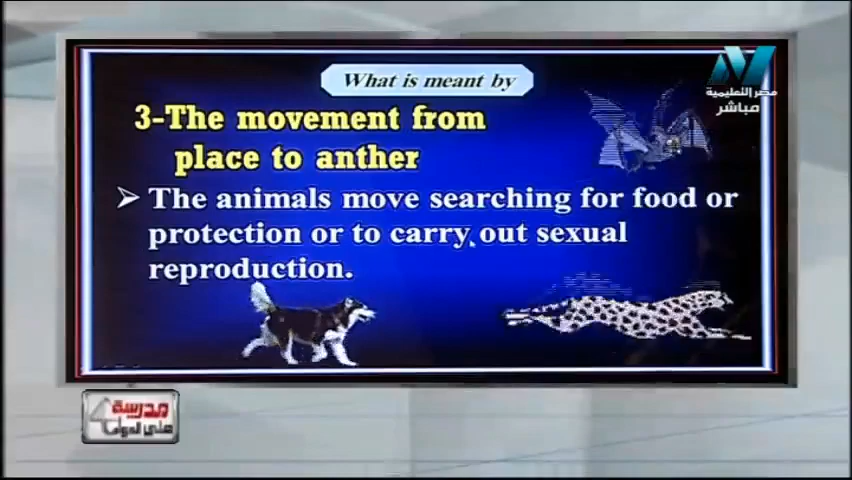 What is meant by
مصر التعليمية
مباشر
3-The movement from
place to anther
➢ The animals move searching for food or
protection or to carry out sexual
reproduction.
مدرسة
على الهواء